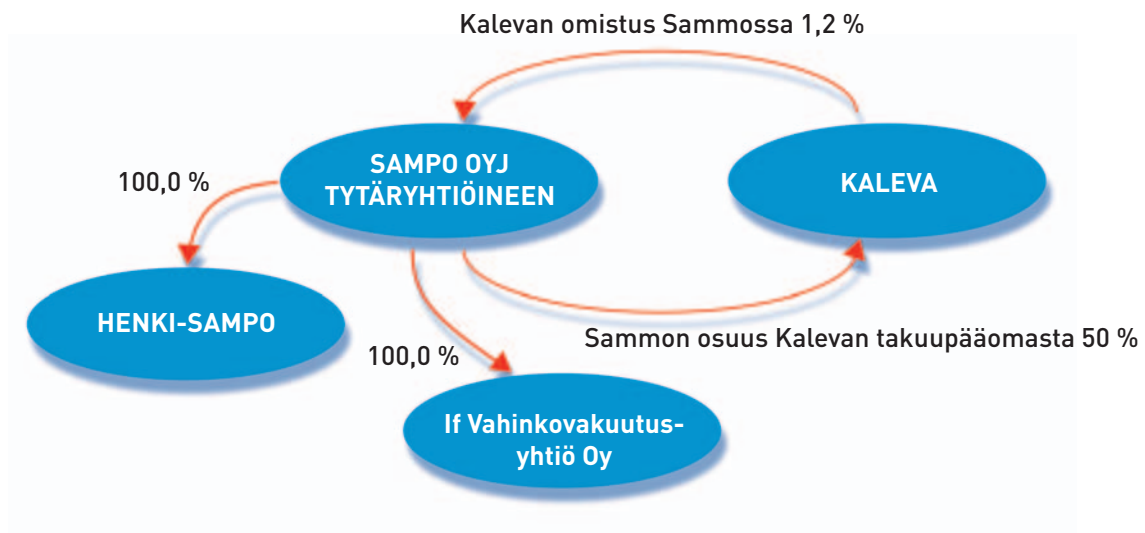 Kalevan omistus Sammossa 1,2 %
SAMPO OYJ
TYTÄRYHTIÖINEEN
KALEVA
100,0 %
HENKI-SAMPO
Sammon osuus Kalevan takuupääomasta 50 %
100,0 %
If Vahinkovakuutus-
yhtiö Oy